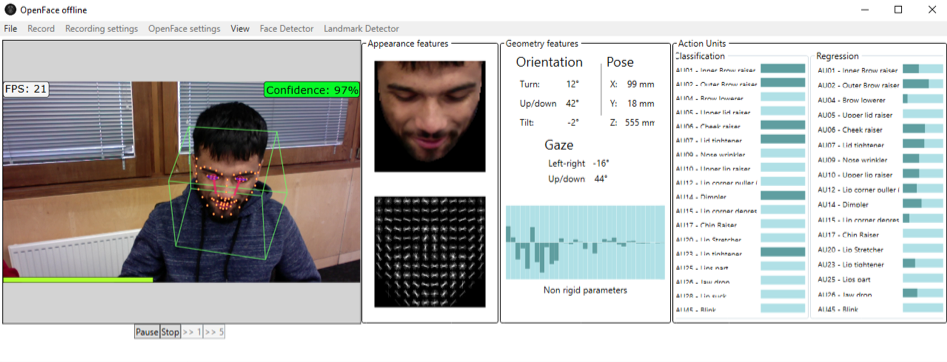 OpenFace offline
File Record Recording settings OpenFace settings View Face Detector Landmark Detector
FPS: 21
Confidence: 97%
Pause Stop >> 1 >> 5
Appearance features
Geometry features
Orientation
Turn: 12°
Up/down 42°
Tilt: -2°
Pose
X: 99 mm
Y: 18 mm
Z: 555 mm
Gaze
Left-right -16°
Up/down 44°
Non rigid parameters
Action Units
Classification
AU01 - Inner Brow raiser
AU02 - Outer Brow raiser
AU04 - Brow lowerer
AU05 - Upper lid raiser
AU06 - Cheek raiser
AU07 - Lid tightener
AU09 - Nose wrinkler
AU10 - Upper lip raiser
AU12 - Lip corner puller (
AU14 - Dimpler
AU15 - Lip corner depres
AU17 - Chin Raiser
AU20 - Lip Stretcher
AU23 - Lip tightener
AU25 - Lips part
AU26 - Jaw drop
AU28 - Lip suck
AU45 - Blink
Regression
AU01 - Inner Brow raiser
AU02 - Outer Brow raiser
AU04 - Brow lowerer
AU05 - Upper lid raiser
AU06 - Cheek raiser
AU07 - Lid tightener
AU09 - Nose wrinkler
AU10 - Upper lip raiser
AU12 - Lip corner puller (
AU14 - Dimpler
AU15 - Lip corner depres
AU17 - Chin Raiser
AU20 - Lip Stretcher
AU23 - Lip tightener
AU25 - Lips part
AU26 - Jaw drop
AU45 - Blink